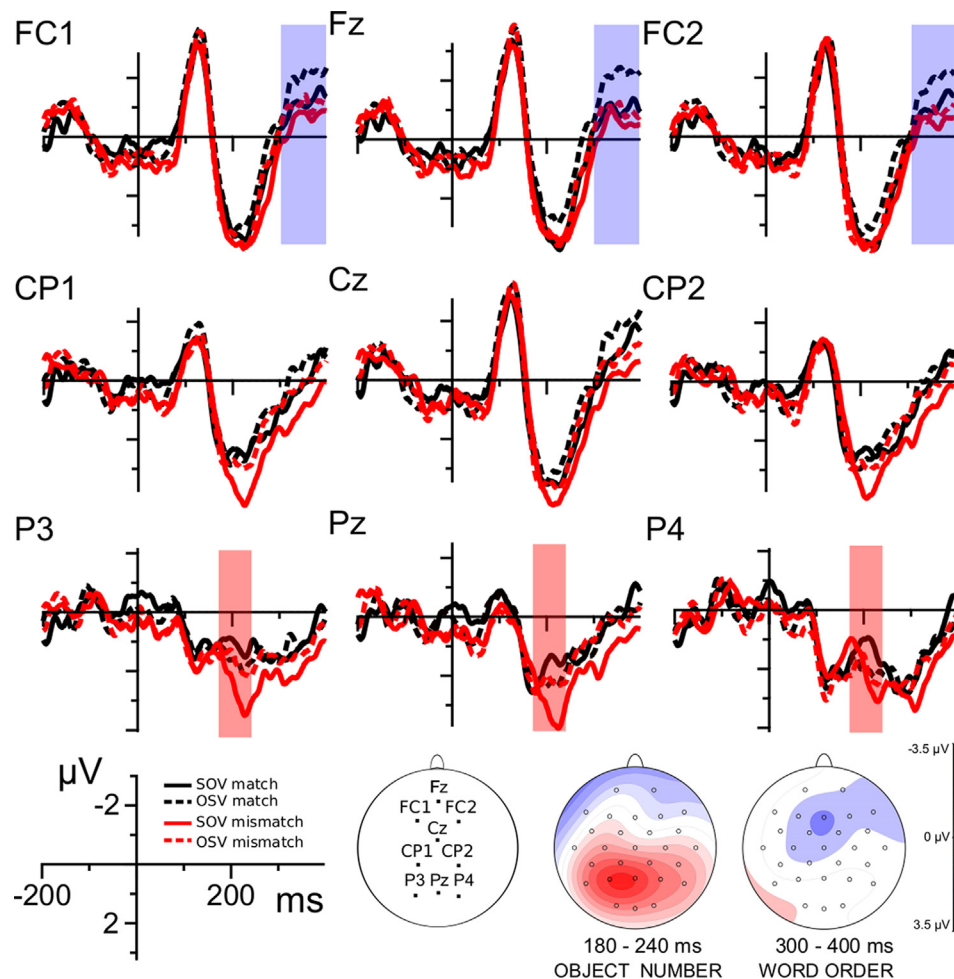 FC1 Fz FC2
CP1 Cz CP2
P3 Pz P4
µV
-2
2
-200 200 ms
SOV match
OSV match
SOV mismatch
OSV mismatch
Fz
FC1 FC2
Cz
CP1 CP2
P3 Pz P4
180 - 240 ms
OBJECT NUMBER
300 - 400 ms
WORD ORDER
-3.5 µV
0 µV
3.5 µV